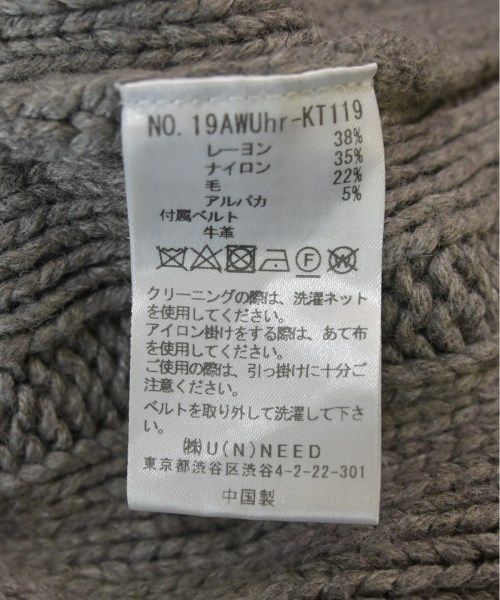 NO. 19AWUhr-KT119
レーヨン 38%
ナイロン 35%
毛 22%
アルパカ 5%
付属ベルト
牛革
クリーニングの際は、洗濯ネット
を使用してください。
アイロン掛けをする際は、あて布
を使用してください。
ご使用の際は、引っ掛けに十分ご
注意ください。
ベルトを取り外して洗濯して下さ
い。
㈱U(N)NEED
東京都渋谷区渋谷4-2-22-301
中国製